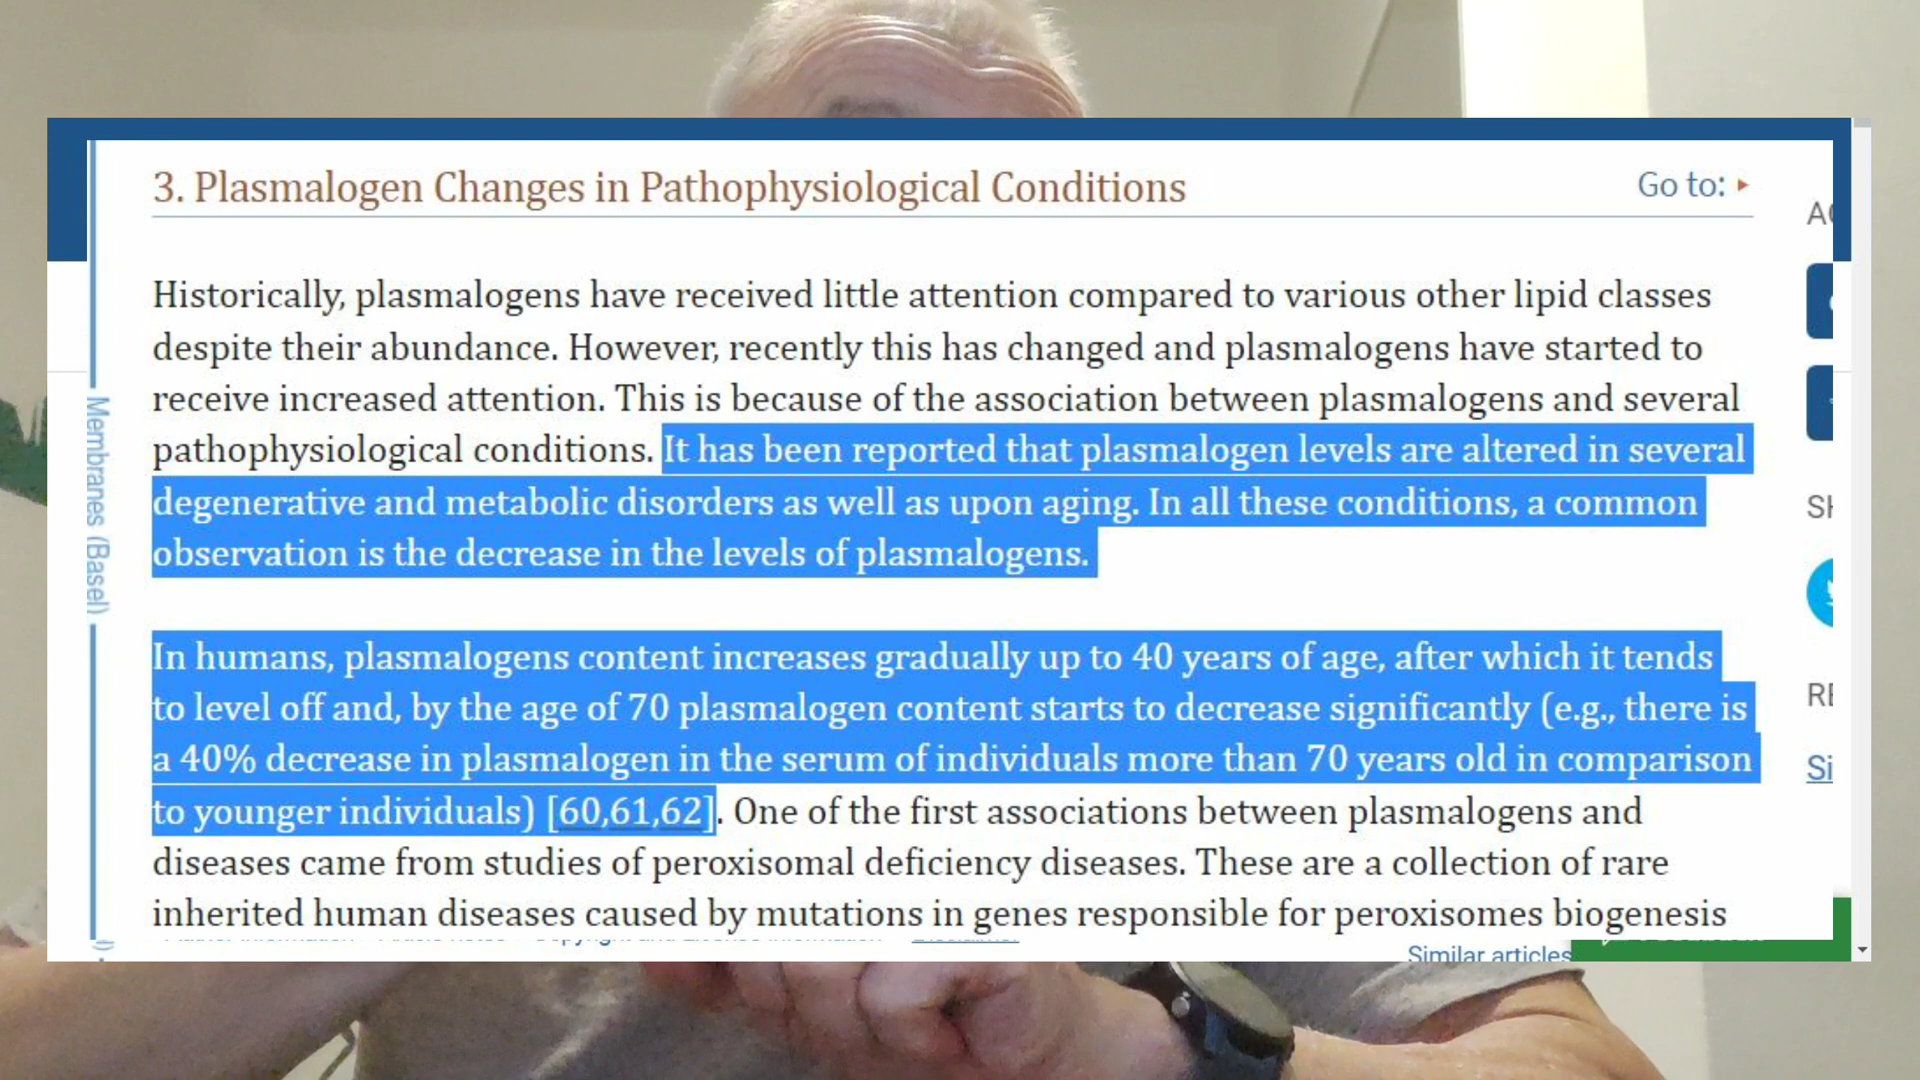 3. Plasmalogen Changes in Pathophysiological Conditions
Go to:
Historically, plasmalogens have received little attention compared to various other lipid classes
despite their abundance. However, recently this has changed and plasmalogens have started to
receive increased attention. This is because of the association between plasmalogens and several
pathophysiological conditions. It has been reported that plasmalogen levels are altered in several
degenerative and metabolic disorders as well as upon aging. In all these conditions, a common
observation is the decrease in the levels of plasmalogens.
In humans, plasmalogens content increases gradually up to 40 years of age, after which it tends
to level off and, by the age of 70 plasmalogen content starts to decrease significantly (e.g., there is
a 40% decrease in plasmalogen in the serum of individuals more than 70 years old in comparison
to younger individuals) [60,61,62]. One of the first associations between plasmalogens and
diseases came from studies of peroxisomal deficiency diseases. These are a collection of rare
inherited human diseases caused by mutations in genes responsible for peroxisomes biogenesis
Membranes (Basel)
Similar articles